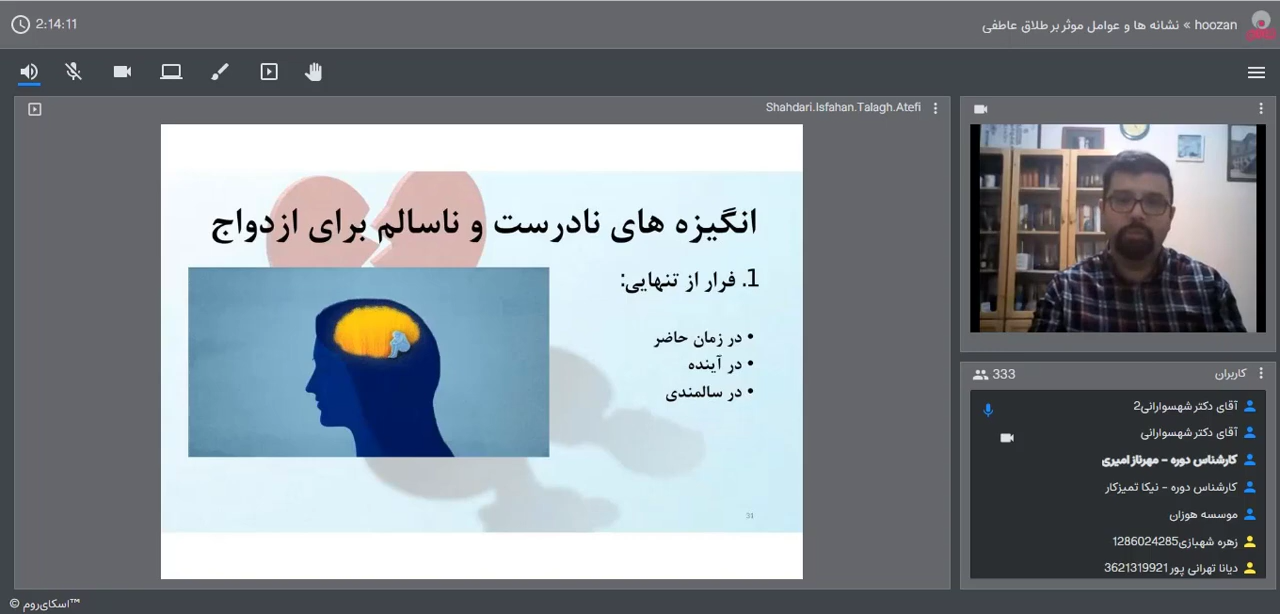 2:14:11
hoozan » نشانه ها و عوامل موثر بر طلاق عاطفی
Shahdari.Isfahan.Talagh.Atefi
انگیزه های نادرست و ناسالم برای ازدواج
1. فرار از تنهایی:
• در زمان حاضر
• در آینده
• در سالمندی
31
333
کاربران
آقای دکتر شهسوارانی2
آقای دکتر شهسوارانی
کارشناس دوره - مهرناز امیری
کارشناس دوره - نیکا تمیزکار
موسسه هوزان
زهره شهبازی1286024285
دیانا تهرانی پور 3621319921
© اسکای‌روم™